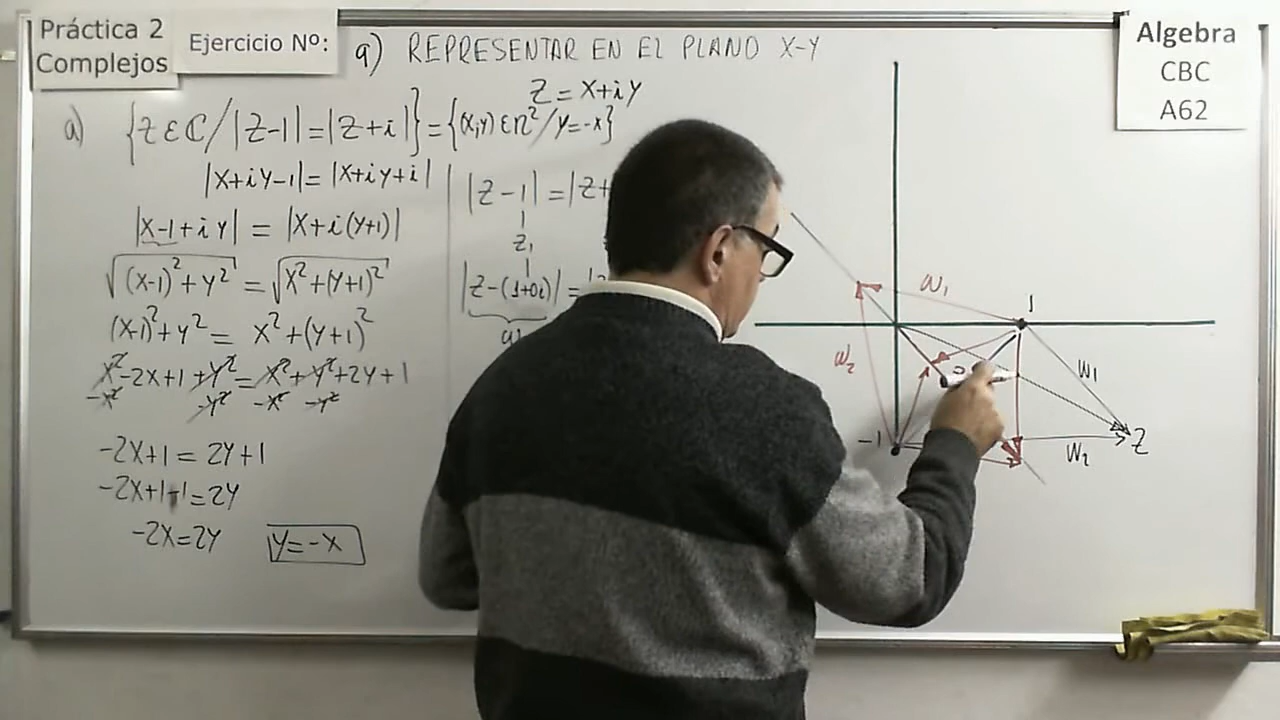 Práctica 2
Complejos
Ejercicio Nº:
a) REPRESENTAR EN EL PLANO X-Y
Algebra
CBC
A62
Z = X+iY
a) {Z ∈ ℂ / |Z-1| = |Z+i|} = {(X,Y) ∈ R² / Y=-X}
|X+iY-1| = |X+iY+i|
|X-1+iY| = |X+i(Y+1)|
√(X-1)²+Y² = √X²+(Y+1)²
(X-1)²+Y² = X²+(Y+1)²
X²-2X+1+Y² = X²+Y²+2Y+1
-X² -Y² -X² -Y²
-2X+1 = 2Y+1
-2X+1-1=2Y
-2X=2Y
Y=-X
|Z-1| = |Z+
Z₁
|Z-(1+0i)| =
1
-1
W₁
W₂
W₁
W₂
Z